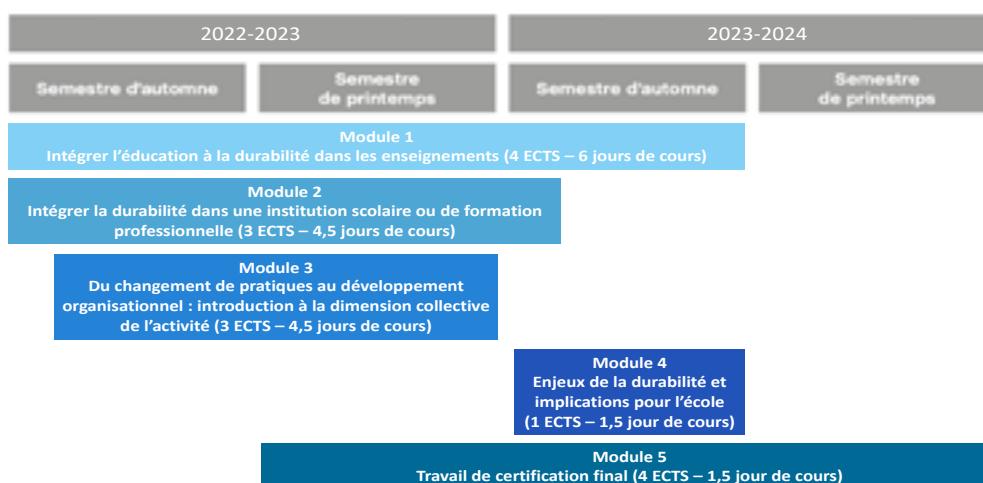 2022-2023
2023-2024
Semestre d'automne
Semestre
de printemps
Semestre d'automne
Semestre
de printemps
Module 1
Intégrer l'éducation à la durabilité dans les enseignements (4 ECTS – 6 jours de cours)
Module 2
Intégrer la durabilité dans une institution scolaire ou de formation
professionnelle (3 ECTS – 4,5 jours de cours)
Module 3
Du changement de pratiques au développement
organisationnel : introduction à la dimension collective
de l'activité (3 ECTS – 4,5 jours de cours)
Module 4
Enjeux de la durabilité et
implications pour l'école
(1 ECTS – 1,5 jour de cours)
Module 5
Travail de certification final (4 ECTS – 1,5 jour de cours)